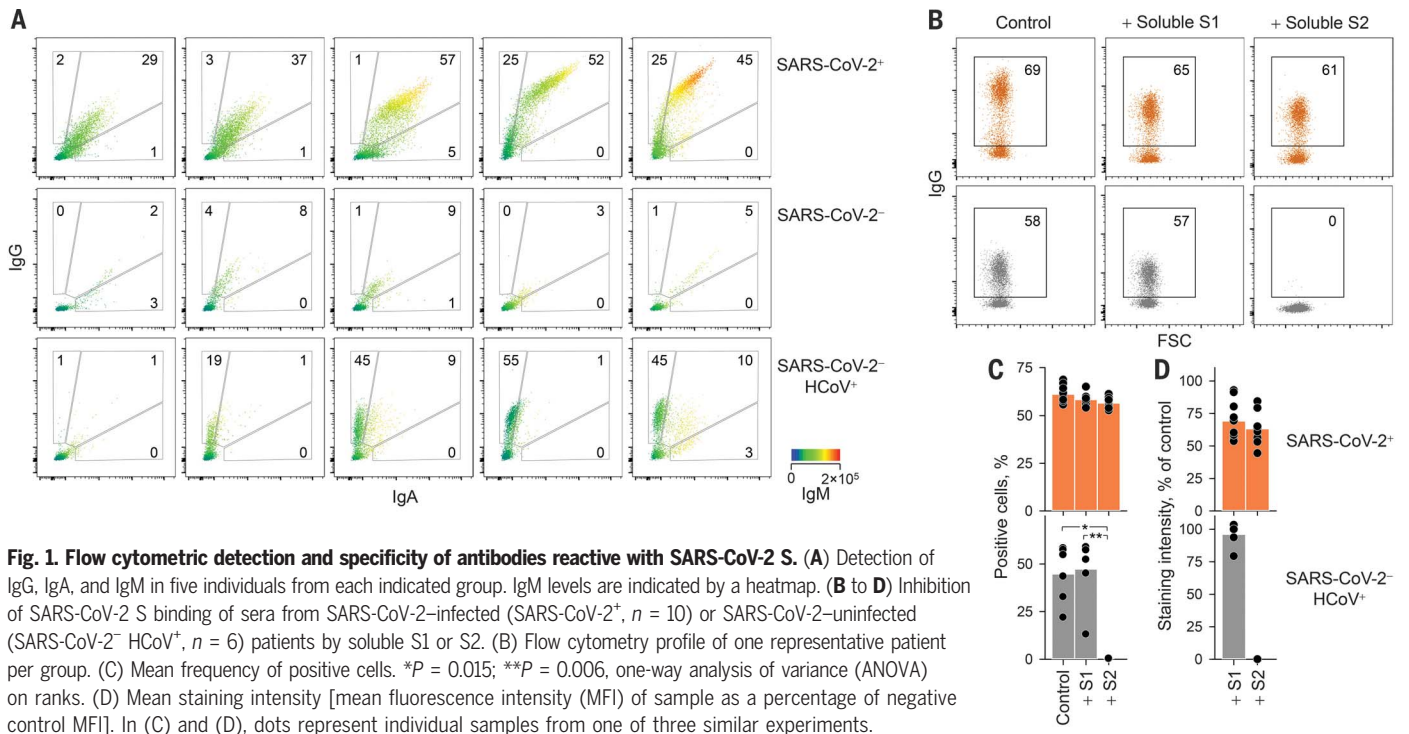 A
2 29
3 37
1 57
25 52
25 45
SARS-CoV-2⁺
1
1
5
0
0
0 2
4 8
1 9
0 3
1 5
SARS-CoV-2⁻
3
0
1
0
0
1 1
19 1
45 9
55 1
45 10
SARS-CoV-2⁻
HCoV⁺
0
0
0
0
3
IgG
IgA
0 2×10⁵
IgM
B
Control
+ Soluble S1
+ Soluble S2
69
65
61
58
57
0
IgG
FSC
C
75
50
25
0
50
25
0
* 
**
Positive cells, %
Control
+ S1
+ S2
D
100
75
50
25
0
100
75
50
25
0
Staining intensity, % of control
+ S1
+ S2
SARS-CoV-2⁺
SARS-CoV-2⁻
HCoV⁺
Fig. 1. Flow cytometric detection and specificity of antibodies reactive with SARS-CoV-2 S. (A) Detection of
IgG, IgA, and IgM in five individuals from each indicated group. IgM levels are indicated by a heatmap. (B to D) Inhibition
of SARS-CoV-2 S binding of sera from SARS-CoV-2–infected (SARS-CoV-2⁺, n = 10) or SARS-CoV-2–uninfected
(SARS-CoV-2⁻ HCoV⁺, n = 6) patients by soluble S1 or S2. (B) Flow cytometry profile of one representative patient
per group. (C) Mean frequency of positive cells. *P = 0.015; **P = 0.006, one-way analysis of variance (ANOVA)
on ranks. (D) Mean staining intensity [mean fluorescence intensity (MFI) of sample as a percentage of negative
control MFI]. In (C) and (D), dots represent individual samples from one of three similar experiments.